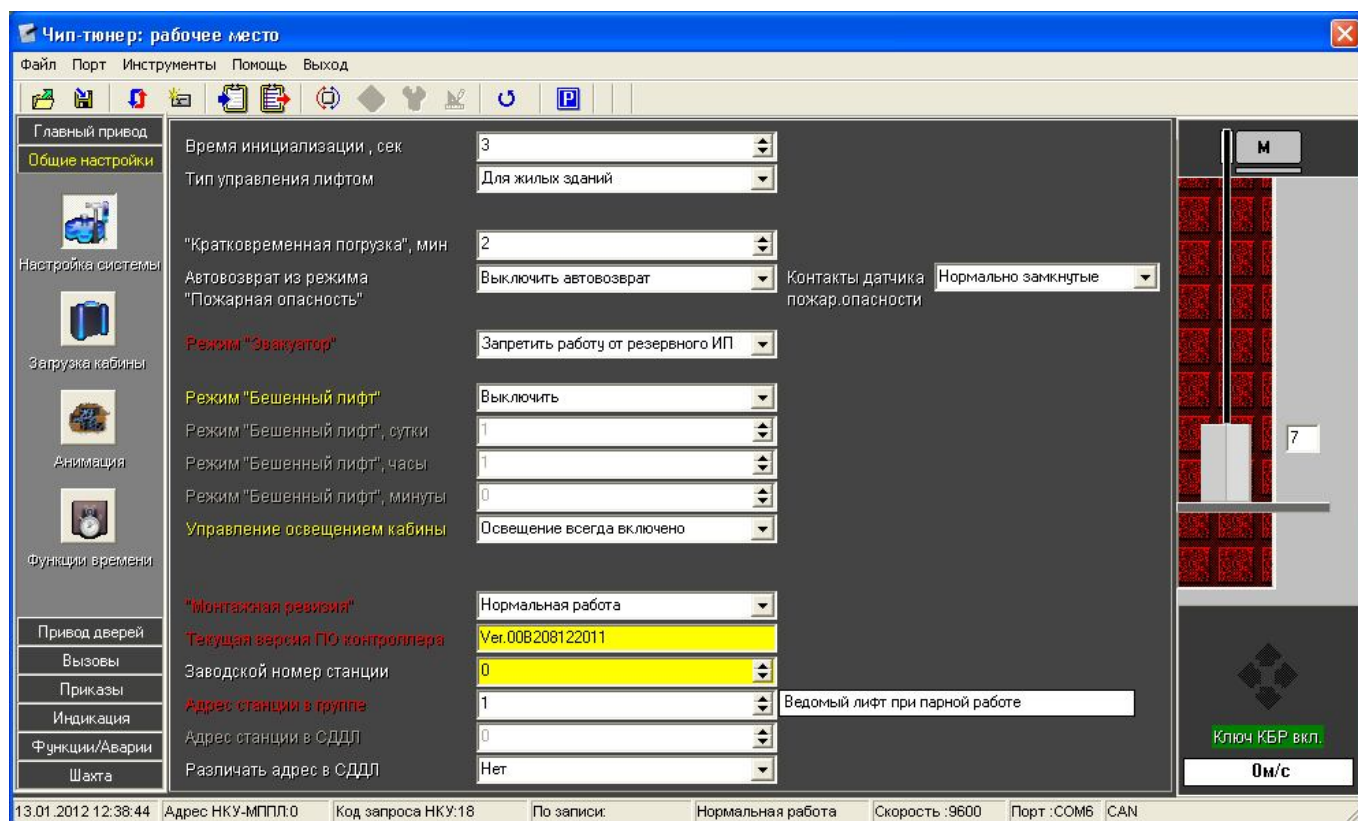 Чип-тюнер: рабочее место
Файл Порт Инструменты Помощь Выход
Главный привод
Общие настройки
Настройка системы
Загрузка кабины
Анимация
Функции времени
Привод дверей
Вызовы
Приказы
Индикация
Функции/Аварии
Шахта
Время инициализации , сек 3
Тип управления лифтом Для жилых зданий
"Кратковременная погрузка", мин 2
Автовозврат из режима "Пожарная опасность" Выключить автовозврат
Контакты датчика пожар.опасности Нормально замкнутые
Режим "Эвакуатор" Запретить работу от резервного ИП
Режим "Бешенный лифт" Выключить
Режим "Бешенный лифт", сутки 1
Режим "Бешенный лифт", часы 1
Режим "Бешенный лифт", минуты 0
Управление освещением кабины Освещение всегда включено
"Монтажная ревизия" Нормальная работа
Текущая версия ПО контроллера Ver.00B208122011
Заводской номер станции 0
Адрес станции в группе 1 Ведомый лифт при парной работе
Адрес станции в СДДЛ 0
Различать адрес в СДДЛ Нет
М
7
Ключ КБР вкл.
0м/с
13.01.2012 12:38:44 Адрес НКУ-МППЛ:0 Код запроса НКУ:18 По записи: Нормальная работа Скорость :9600 Порт :COM6 CAN